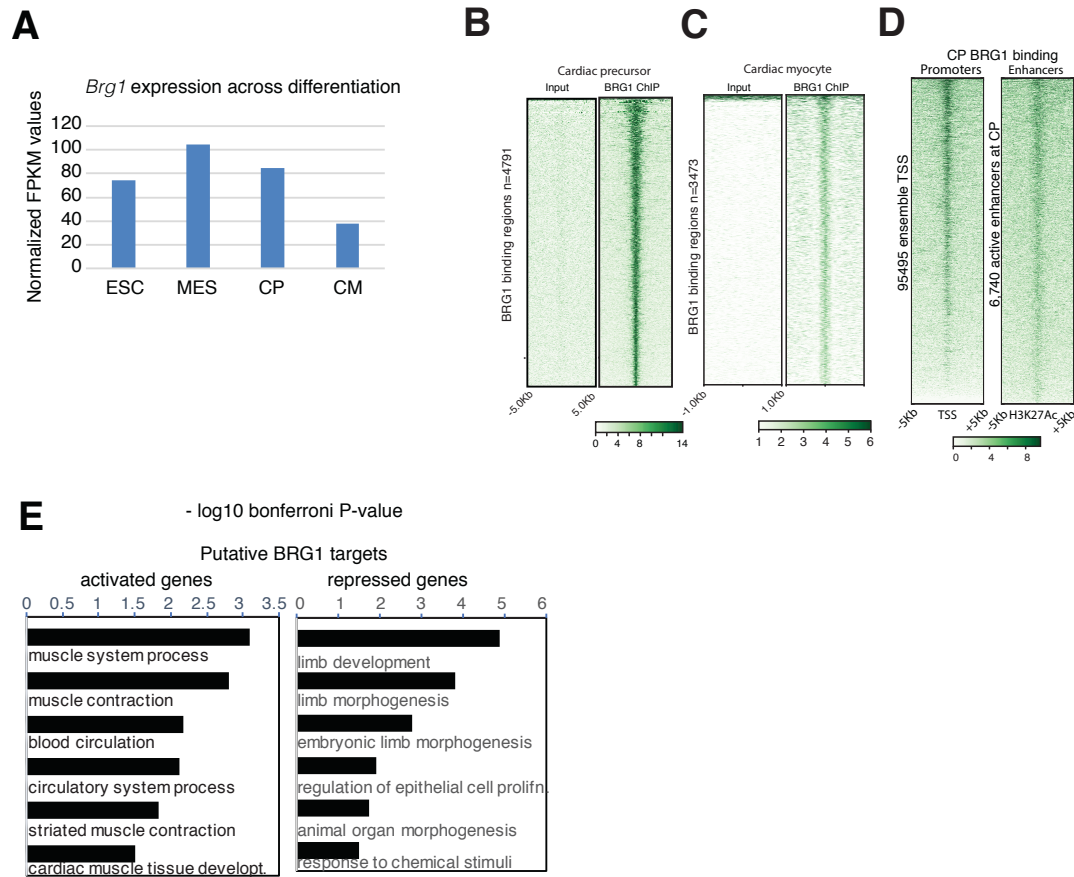 A
Brg1 expression across differentiation
Normalized FPKM values
120
100
80
60
40
20
0
ESC MES CP CM
B
Cardiac precursor
Input BRG1 ChIP
BRG1 binding regions n=4791
-5.0Kb 5.0Kb
0 4 8 14
C
Cardiac myocyte
Input BRG1 ChIP
BRG1 binding regions n=3473
-1.0Kb 1.0Kb
1 2 3 4 5 6
D
CP BRG1 binding
Promoters Enhancers
95495 ensemble TSS
6,740 active enhancers at CP
-5Kb TSS +5Kb -5Kb H3K27Ac +5Kb
0 4 8
E
- log10 bonferroni P-value
Putative BRG1 targets
activated genes
0 0.5 1 1.5 2 2.5 3 3.5
muscle system process
muscle contraction
blood circulation
circulatory system process
striated muscle contraction
cardiac muscle tissue developt.
repressed genes
0 1 2 3 4 5 6
limb development
limb morphogenesis
embryonic limb morphogenesis
regulation of epithelial cell prolifn.
animal organ morphogenesis
response to chemical stimuli